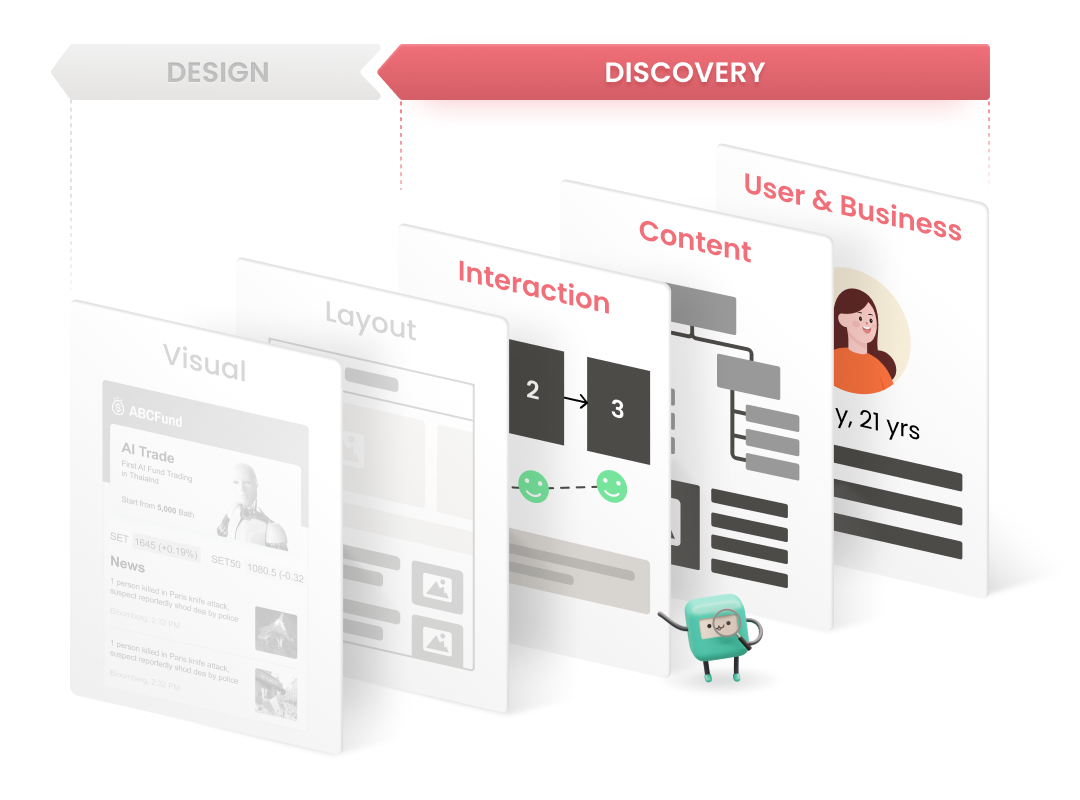 DESIGN
DISCOVERY
User & Business
y, 21 yrs
Content
Interaction
2
3
Layout
Visual
ABCFund
AI Trade
First AI Fund Trading
in Thailand
Start from 5,000 Bath
SET 1645 (+0.19%) SET50 1080.5 (-0.32
News
1 person killed in Paris knife attack,
suspect reportedly shod dea by police
Bloomberg, 2.33 PM
1 person killed in Paris knife attack,
suspect reportedly shod dea by police
Bloomberg, 2.33 PM